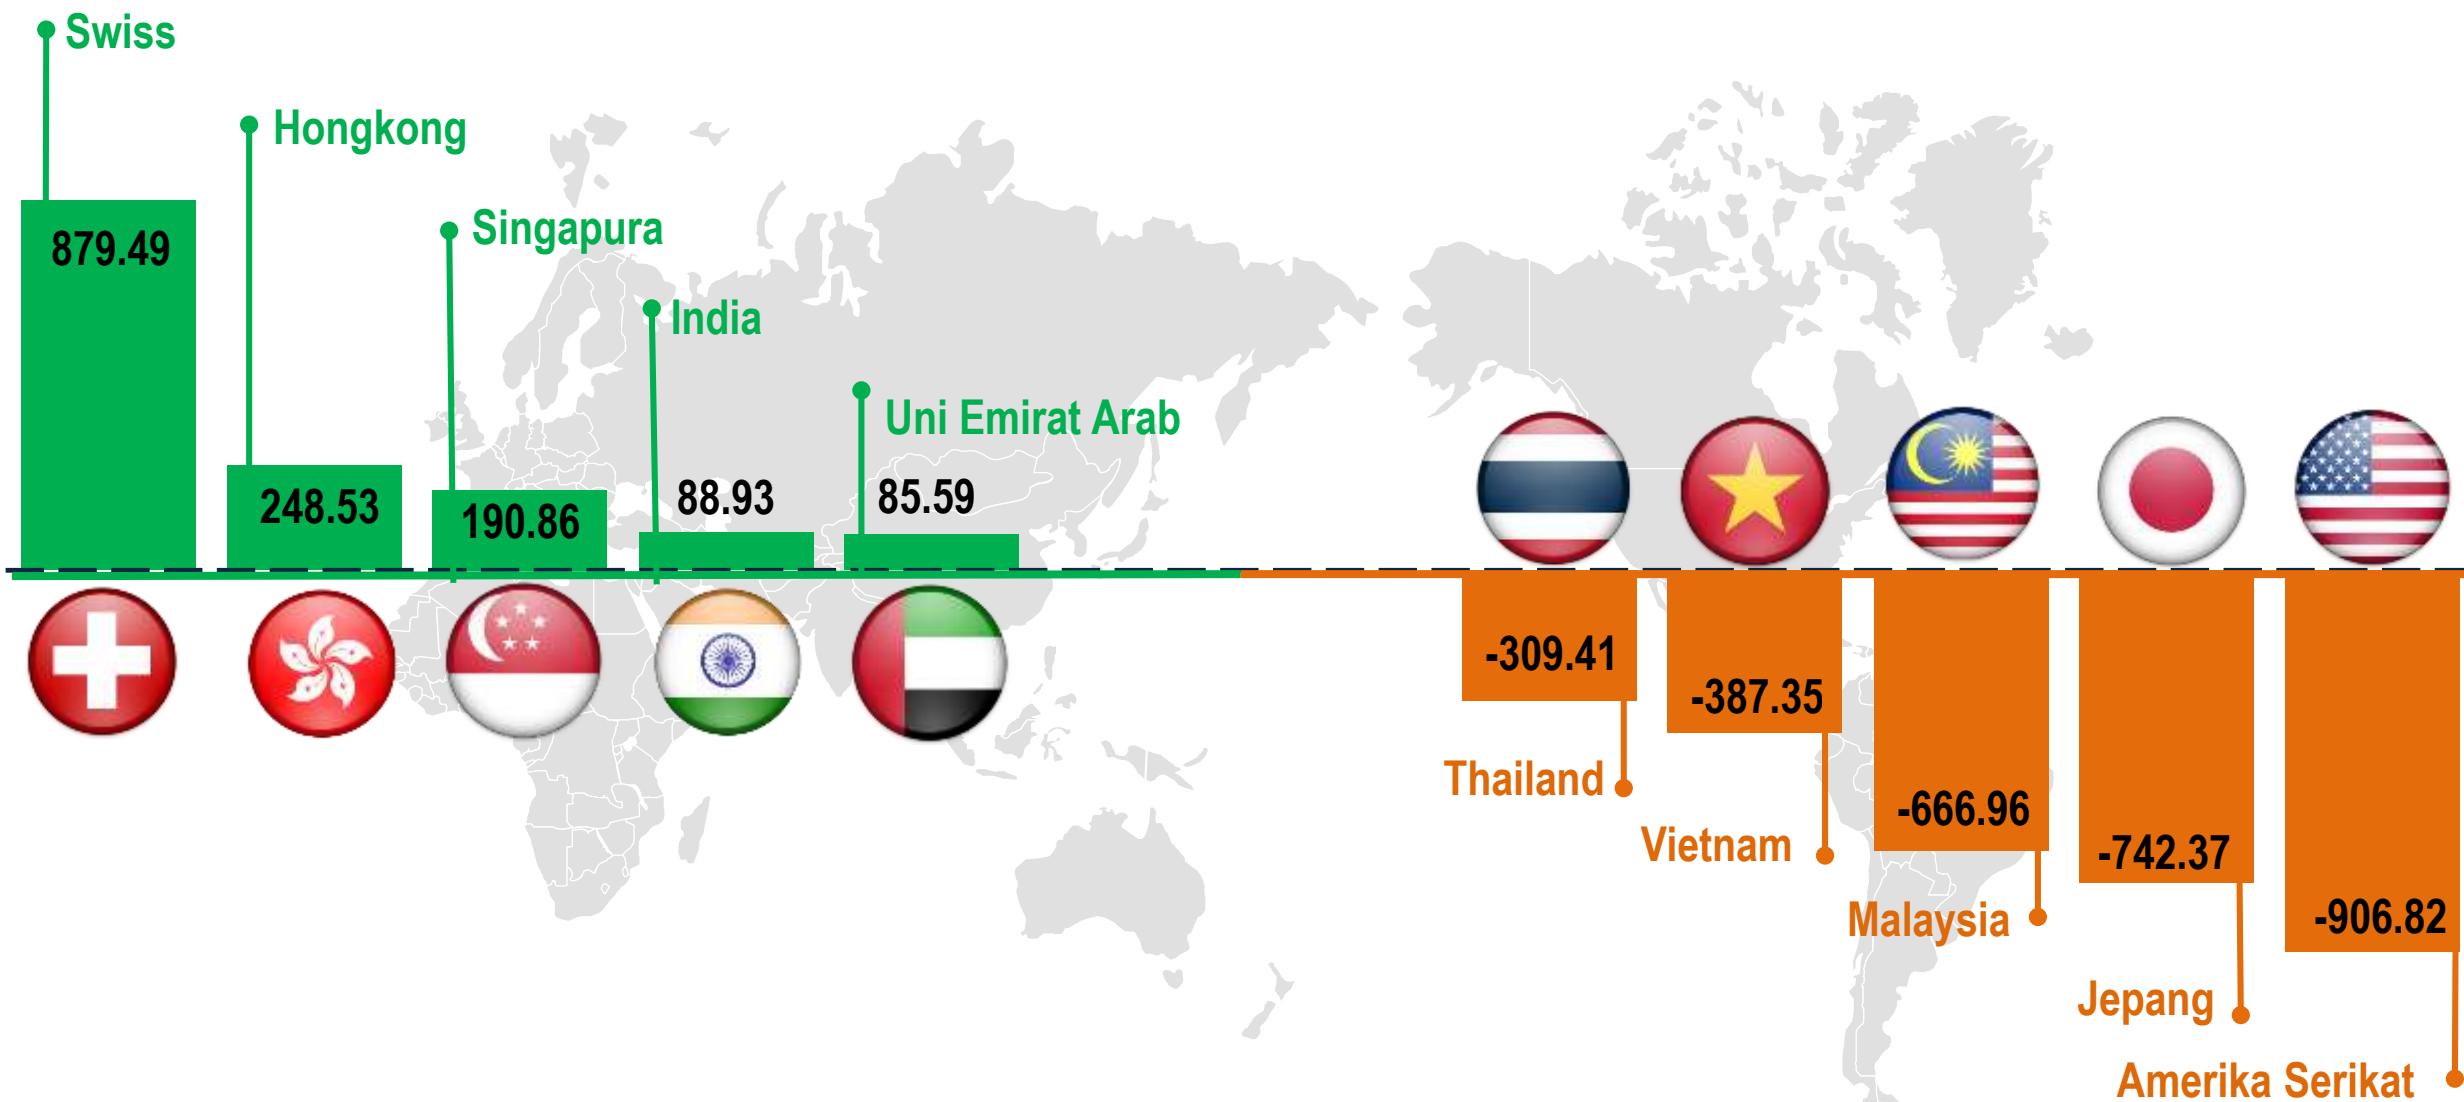 Swiss
879.49
Hongkong
248.53
Singapura
190.86
India
88.93
Uni Emirat Arab
85.59
-309.41
Thailand
-387.35
Vietnam
-666.96
Malaysia
-742.37
Jepang
-906.82
Amerika Serikat